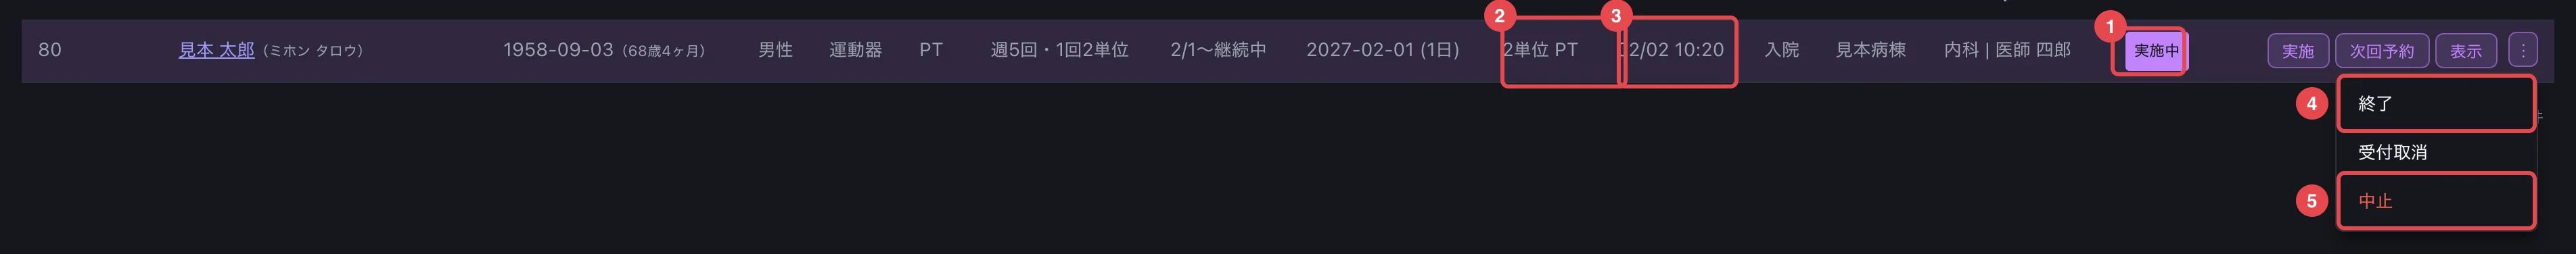 80 見本 太郎 (ミホン タロウ) 1958-09-03 (68歳4ヶ月) 男性 運動器 PT 週5回・1回2単位 2/1〜継続中 2027-02-01 (1日) 2単位 PT 02/02 10:20 入院 見本病棟 内科 | 医師 四郎 実施中 実施 次回予約 表示 ⋮
2
3
1
4 終了
受付取消
5 中止